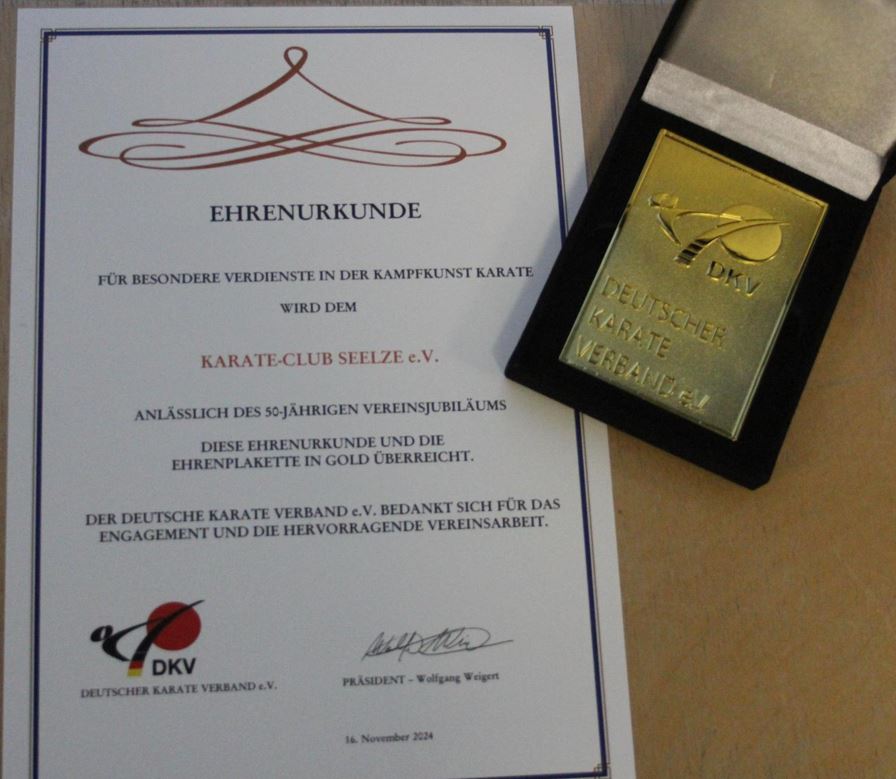 EHRENURKUNDE
FÜR BESONDERE VERDIENSTE IN DER KAMPFKUNST KARATE
WIRD DEM
KARATE-CLUB SEELZE e.V.
ANLÄSSLICH DES 50-JÄHRIGEN VEREINSJUBILÄUMS
DIESE EHRENURKUNDE UND DIE
EHRENPLAKETTE IN GOLD ÜBERREICHT.
DER DEUTSCHE KARATE VERBAND e.V. BEDANKT SICH FÜR DAS
ENGAGEMENT UND DIE HERVORRAGENDE VEREINSARBEIT.
DKV
DEUTSCHER KARATE VERBAND e.V.
PRÄSIDENT – Wolfgang Weigert
16. November 2024
DKV
DEUTSCHER
KARATE
VERBAND e.V.